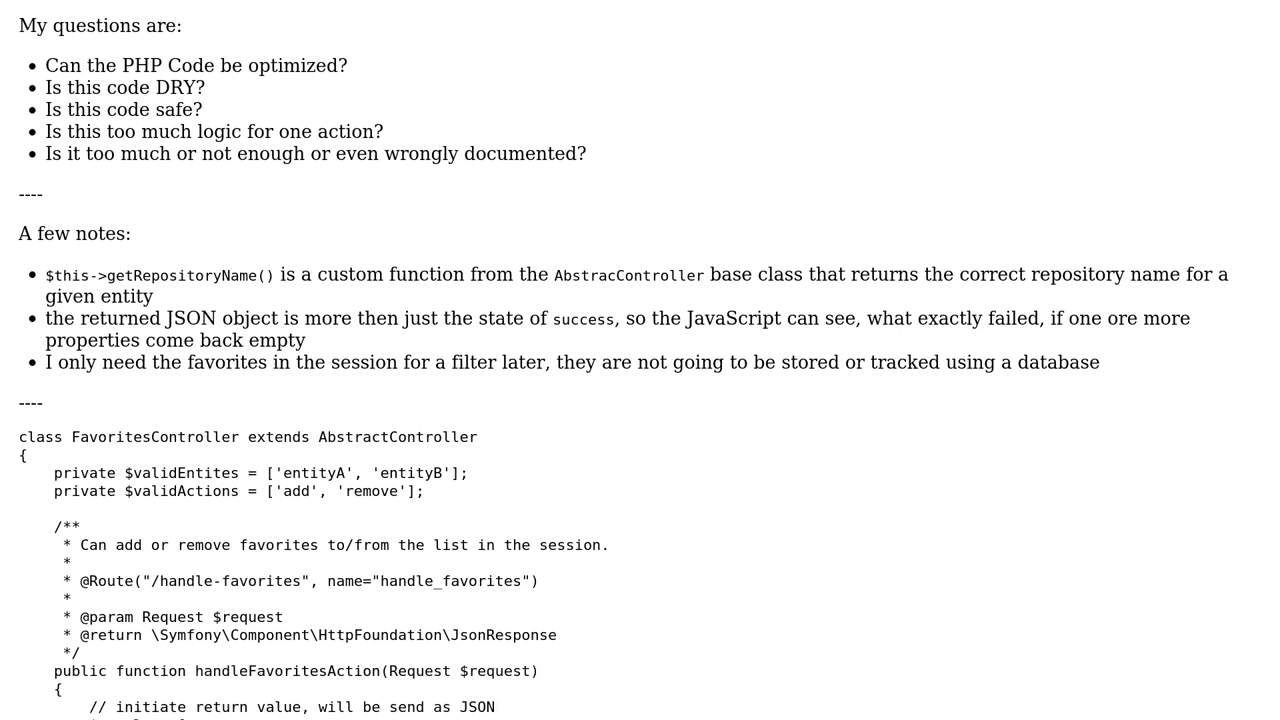 My questions are:
• Can the PHP Code be optimized?
• Is this code DRY?
• Is this code safe?
• Is this too much logic for one action?
• Is it too much or not enough or even wrongly documented?
----
A few notes:
• $this->getRepositoryName() is a custom function from the AbstracController base class that returns the correct repository name for a
given entity
• the returned JSON object is more then just the state of success, so the JavaScript can see, what exactly failed, if one ore more
properties come back empty
• I only need the favorites in the session for a filter later, they are not going to be stored or tracked using a database
----
class FavoritesController extends AbstractController
{
    private $validEntites = ['entityA', 'entityB'];
    private $validActions = ['add', 'remove'];

    /**
     * Can add or remove favorites to/from the list in the session.
     *
     * @Route("/handle-favorites", name="handle_favorites")
     *
     * @param Request $request
     * @return \Symfony\Component\HttpFoundation\JsonResponse
     */
    public function handleFavoritesAction(Request $request)
    {
        // initiate return value, will be send as JSON